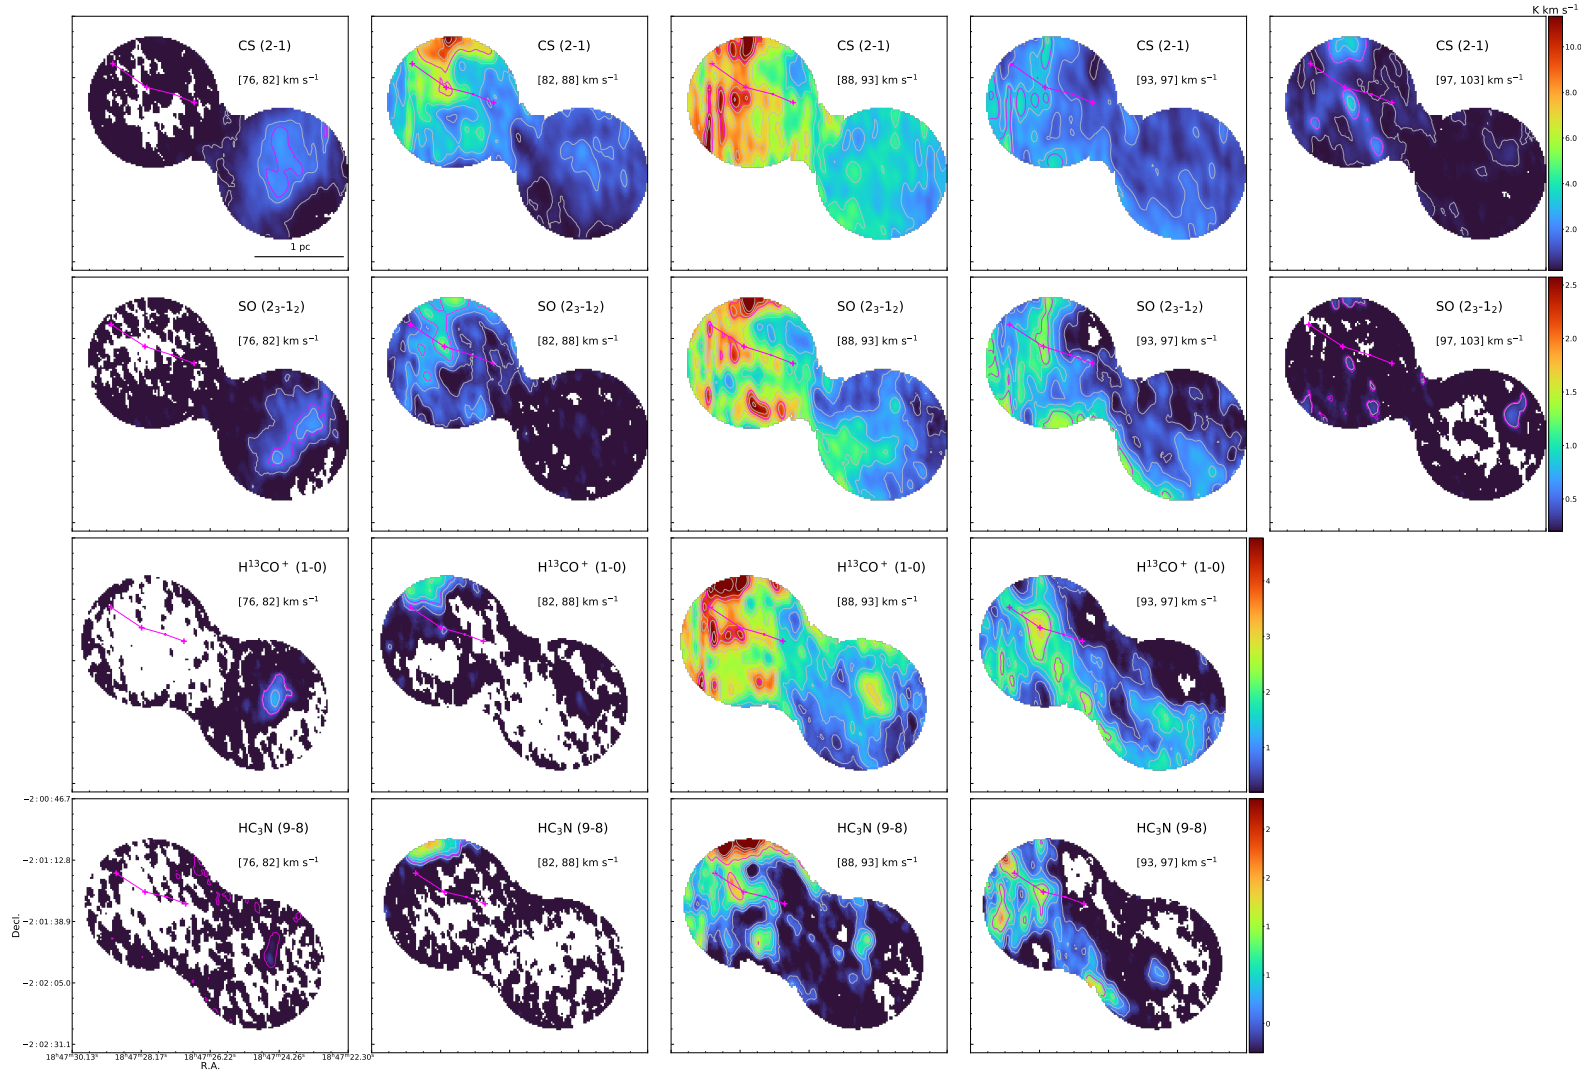 K km s⁻¹
CS (2-1)
[76, 82] km s⁻¹
1 pc
CS (2-1)
[82, 88] km s⁻¹
CS (2-1)
[88, 93] km s⁻¹
CS (2-1)
[93, 97] km s⁻¹
CS (2-1)
[97, 103] km s⁻¹
10.0
8.0
6.0
4.0
2.0
SO (2₃-1₂)
[76, 82] km s⁻¹
SO (2₃-1₂)
[82, 88] km s⁻¹
SO (2₃-1₂)
[88, 93] km s⁻¹
SO (2₃-1₂)
[93, 97] km s⁻¹
SO (2₃-1₂)
[97, 103] km s⁻¹
2.5
2.0
1.5
1.0
0.5
H¹³CO⁺ (1-0)
[76, 82] km s⁻¹
H¹³CO⁺ (1-0)
[82, 88] km s⁻¹
H¹³CO⁺ (1-0)
[88, 93] km s⁻¹
H¹³CO⁺ (1-0)
[93, 97] km s⁻¹
4
3
2
1
HC₃N (9-8)
[76, 82] km s⁻¹
HC₃N (9-8)
[82, 88] km s⁻¹
HC₃N (9-8)
[88, 93] km s⁻¹
HC₃N (9-8)
[93, 97] km s⁻¹
2
2
1
1
0
−2:00:46.7
−2:01:12.8
−2:01:38.9
−2:02:05.0
−2:02:31.1
Decl.
18ʰ47ᵐ30.13ˢ
18ʰ47ᵐ28.17ˢ
18ʰ47ᵐ26.22ˢ
18ʰ47ᵐ24.26ˢ
18ʰ47ᵐ22.30ˢ
R.A.